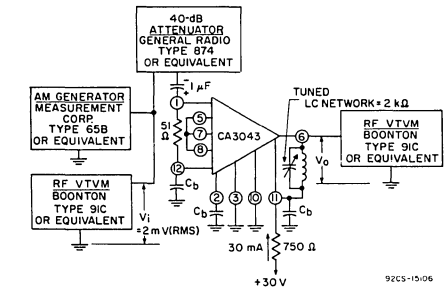 40-dB
ATTENUATOR
GENERAL RADIO
TYPE 874
OR EQUIVALENT
1 μF
AM GENERATOR
MEASUREMENT
CORP.
TYPE 65B
OR EQUIVALENT
51
Ω
1
5
7
8
12
CA3043
6
TUNED
LC NETWORK = 2 kΩ
RF VTVM
BOONTON
TYPE 91C
OR EQUIVALENT
Vo
RF VTVM
BOONTON
TYPE 91C
OR EQUIVALENT
Vi
=2mV(RMS)
Cb
Cb
2
3
10
11
Cb
30 mA
750 Ω
+30V
92CS-15106